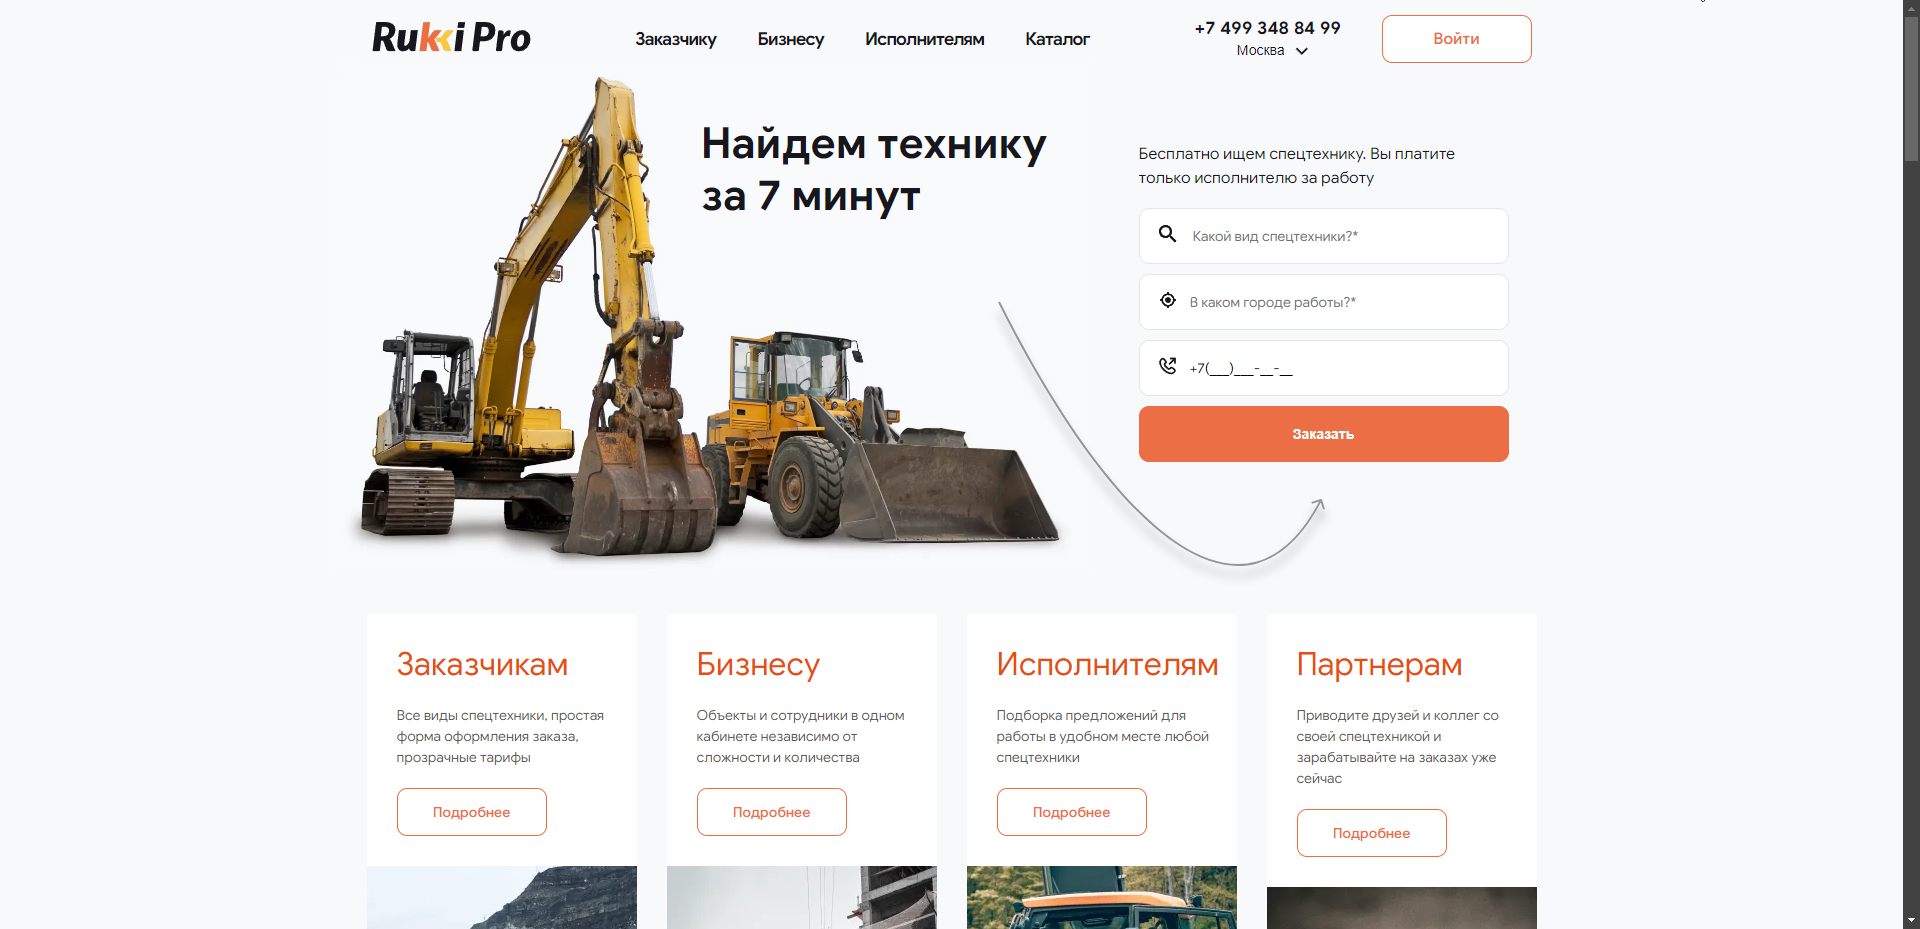 Rukki Pro
Заказчику
Бизнесу
Исполнителям
Каталог
+7 499 348 84 99
Москва
Войти
Найдем технику
за 7 минут
Бесплатно ищем спецтехнику. Вы платите
только исполнителю за работу
Какой вид спецтехники?*
В каком городе работы?*
+7(___)___-__-__
Заказать
Заказчикам
Все виды спецтехники, простая
форма оформления заказа,
прозрачные тарифы
Подробнее
Бизнесу
Объекты и сотрудники в одном
кабинете независимо от
сложности и количества
Подробнее
Исполнителям
Подборка предложений для
работы в удобном месте любой
спецтехники
Подробнее
Партнерам
Приводите друзей и коллег со
своей спецтехникой и
зарабатывайте на заказах уже
сейчас
Подробнее